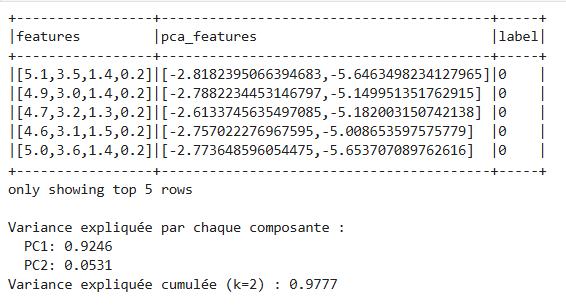 +-----------------+----------------------------------------+-----+
|features         |pca_features                            |label|
+-----------------+----------------------------------------+-----+
|[5.1,3.5,1.4,0.2]|[-2.8182395066394683,-5.6463498234127965]|0    |
|[4.9,3.0,1.4,0.2]|[-2.7882234453146797,-5.149951351762915] |0    |
|[4.7,3.2,1.3,0.2]|[-2.6133745635497085,-5.182003150742138] |0    |
|[4.6,3.1,1.5,0.2]|[-2.757022276967595,-5.008653597575779]  |0    |
|[5.0,3.6,1.4,0.2]|[-2.773648596054475,-5.653707089762616]  |0    |
+-----------------+----------------------------------------+-----+
only showing top 5 rows
Variance expliquée par chaque composante :
  PC1: 0.9246
  PC2: 0.0531
Variance expliquée cumulée (k=2) : 0.9777